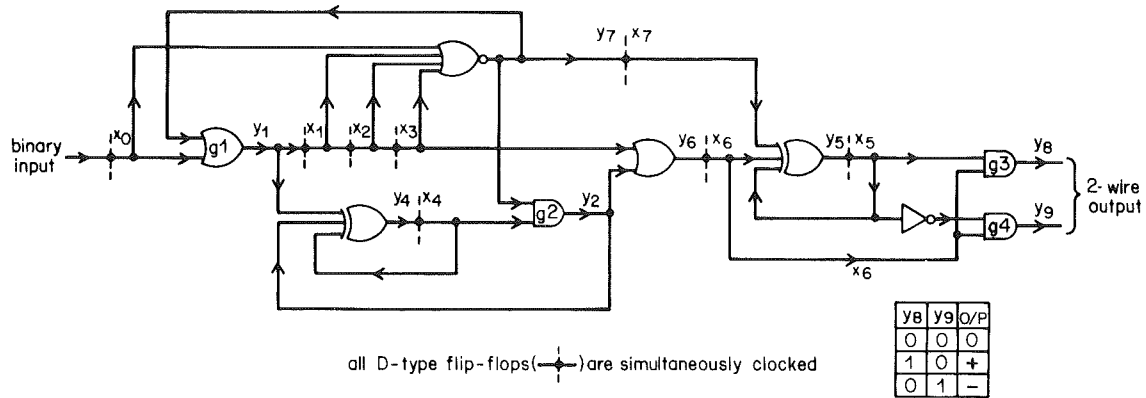 y7 x7
binary input
x0
g1
y1
x1
x2
x3
y4 x4
g2
y2
y6 x6
y5 x5
g3
y8
g4
y9
x6
2-wire output
y8 y9 O/P
0 0 0
1 0 +
0 1 -
all D-type flip-flops( ) are simultaneously clocked